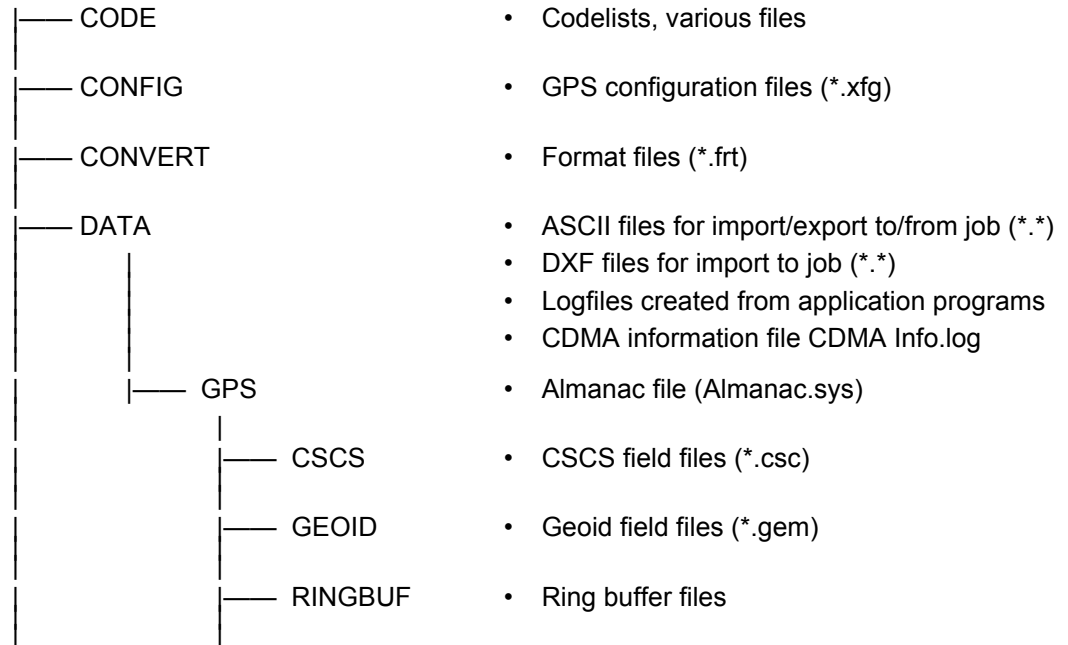 |—— CODE • Codelists, various files
|—— CONFIG • GPS configuration files (*.xfg)
|—— CONVERT • Format files (*.frt)
|—— DATA • ASCII files for import/export to/from job (*.*)
• DXF files for import to job (*.*)
• Logfiles created from application programs
• CDMA information file CDMA Info.log
|—— GPS • Almanac file (Almanac.sys)
|—— CSCS • CSCS field files (*.csc)
|—— GEOID • Geoid field files (*.gem)
|—— RINGBUF • Ring buffer files